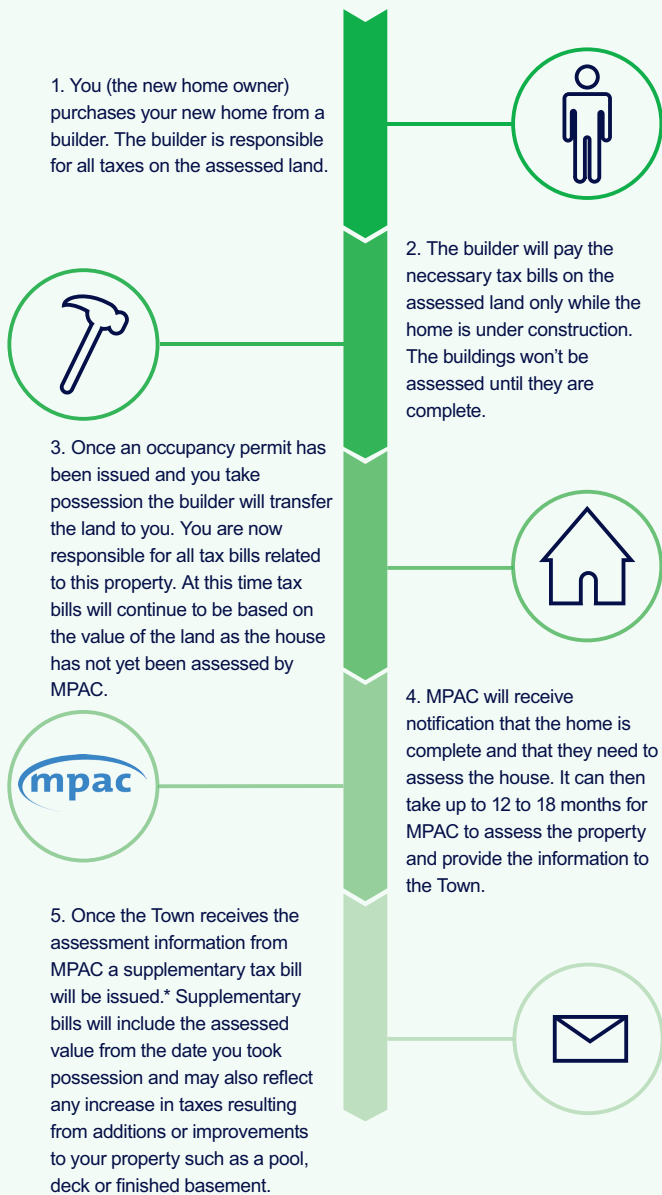 1. You (the new home owner)
purchases your new home from a
builder. The builder is responsible
for all taxes on the assessed land.
2. The builder will pay the
necessary tax bills on the
assessed land only while the
home is under construction.
The buildings won’t be
assessed until they are
complete.
3. Once an occupancy permit has
been issued and you take
possession the builder will transfer
the land to you. You are now
responsible for all tax bills related
to this property. At this time tax
bills will continue to be based on
the value of the land as the house
has not yet been assessed by
MPAC.
4. MPAC will receive
notification that the home is
complete and that they need to
assess the house. It can then
take up to 12 to 18 months for
MPAC to assess the property
and provide the information to
the Town.
mpac
5. Once the Town receives the
assessment information from
MPAC a supplementary tax bill
will be issued.* Supplementary
bills will include the assessed
value from the date you took
possession and may also reflect
any increase in taxes resulting
from additions or improvements
to your property such as a pool,
deck or finished basement.